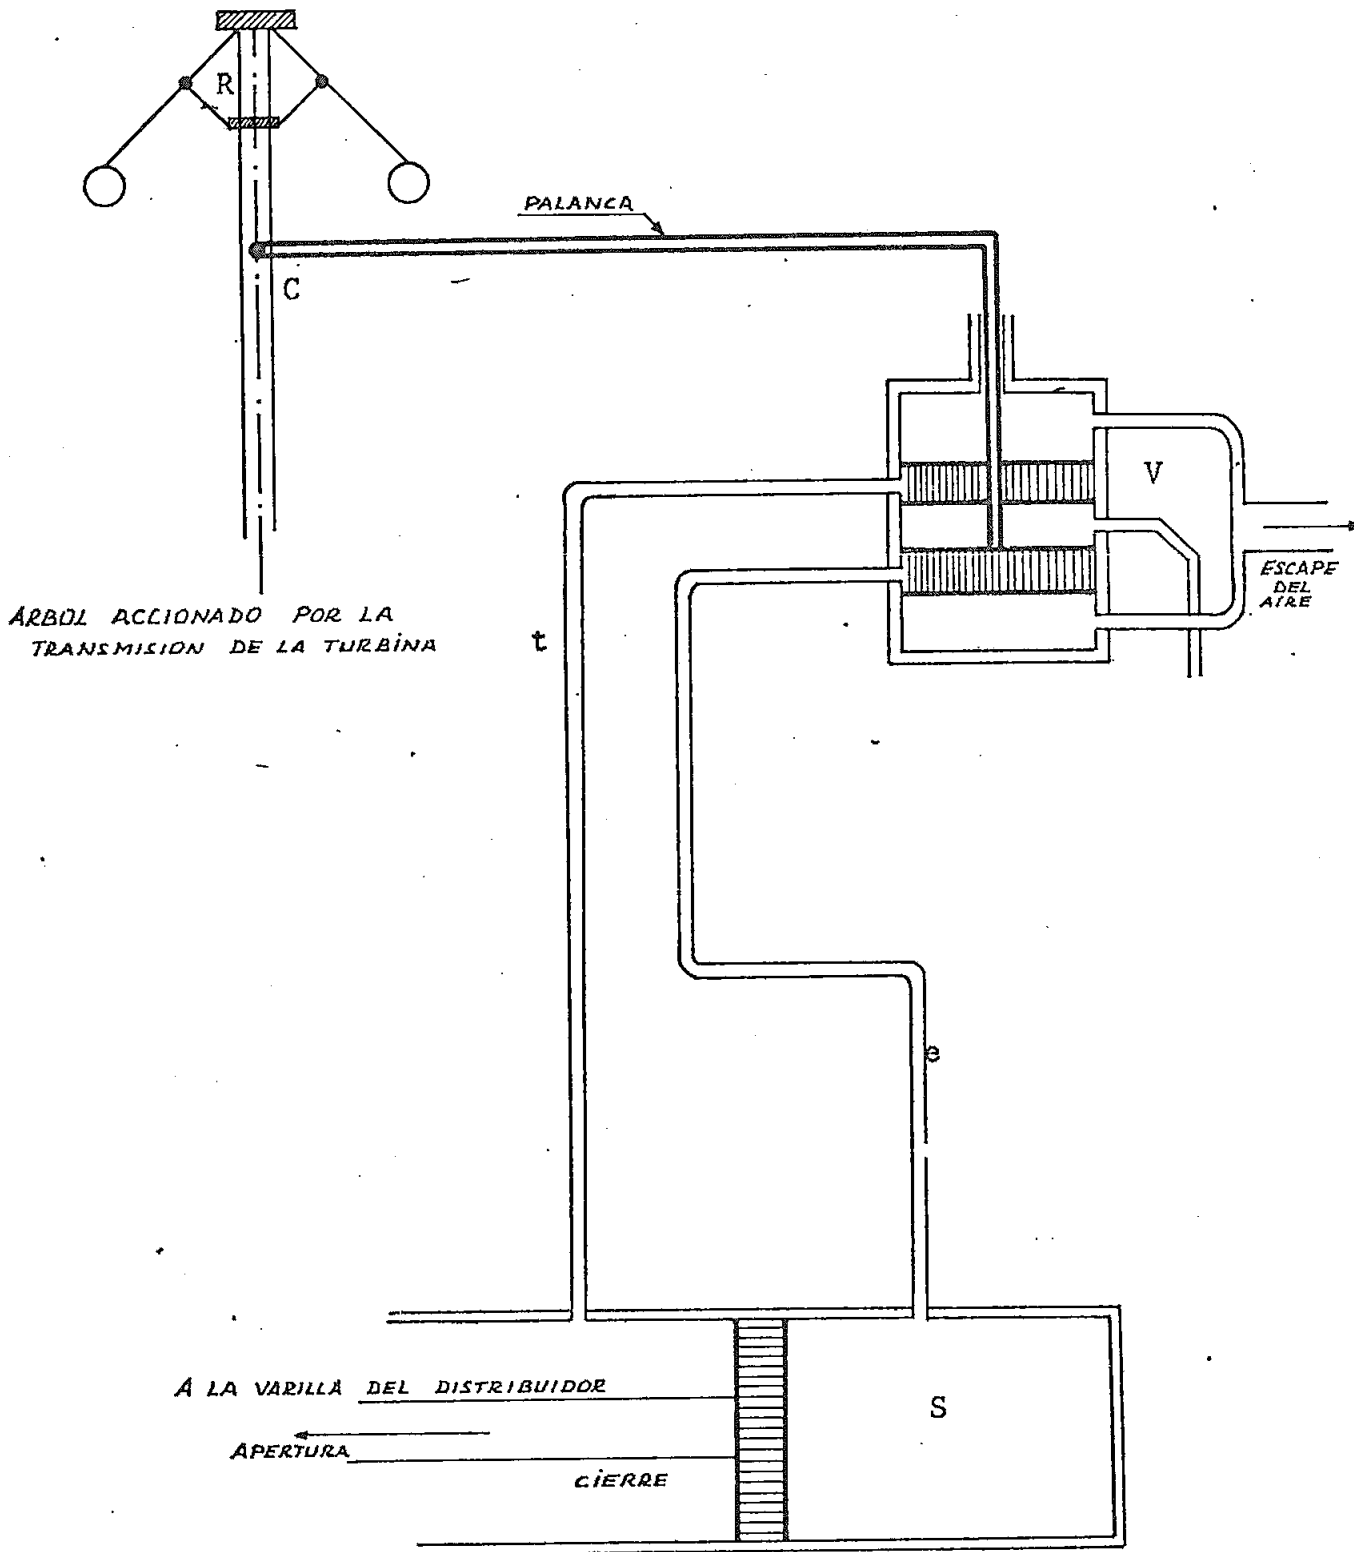 R
PALANCA
C
V
ESCAPE
DEL
AIRE
ARBOL ACCIONADO POR LA
TRANSMISION DE LA TURBINA
t
e
A LA VARILLA DEL DISTRIBUIDOR
S
APERTURA
CIERRE